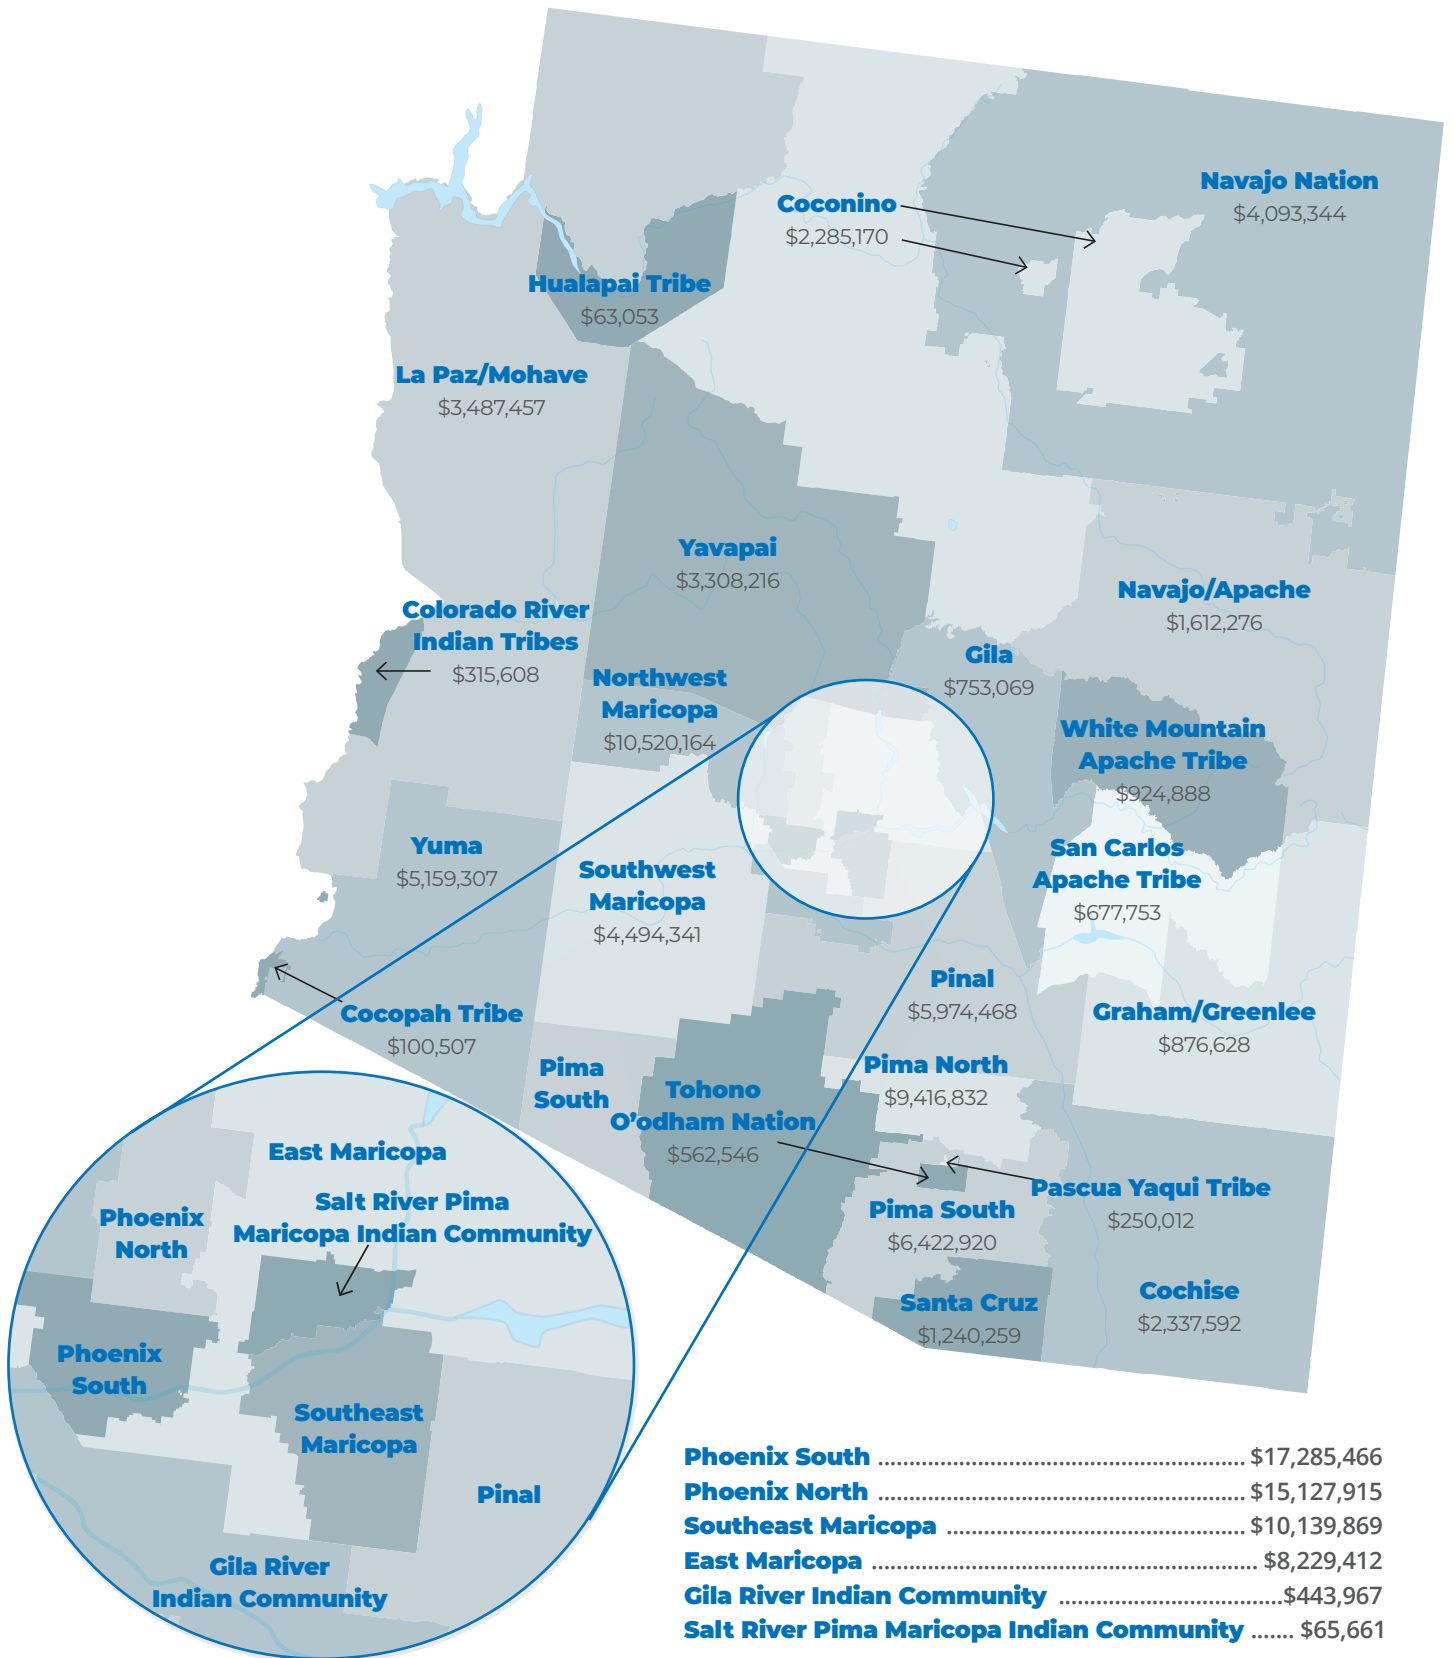 Navajo Nation
$4,093,344
Coconino
$2,285,170
Hualapai Tribe
$63,053
La Paz/Mohave
$3,487,457
Yavapai
$3,308,216
Navajo/Apache
$1,612,276
Colorado River
Indian Tribes
$315,608
Gila
$753,069
Northwest
Maricopa
$10,520,164
White Mountain
Apache Tribe
$924,888
Yuma
$5,159,307
Southwest
Maricopa
$4,494,341
San Carlos
Apache Tribe
$677,753
Pinal
$5,974,468
Cocopah Tribe
$100,507
Graham/Greenlee
$876,628
Pima
South
Pima North
$9,416,832
Tohono
O'odham Nation
$562,546
Pascua Yaqui Tribe
$250,012
Pima South
$6,422,920
Santa Cruz
$1,240,259
Cochise
$2,337,592
East Maricopa
Salt River Pima
Maricopa Indian Community
Phoenix
North
Phoenix
South
Southeast
Maricopa
Pinal
Gila River
Indian Community
Phoenix South ............................................... $17,285,466
Phoenix North ............................................... $15,127,915
Southeast Maricopa ...................................... $10,139,869
East Maricopa ................................................. $8,229,412
Gila River Indian Community .............................$443,967
Salt River Pima Maricopa Indian Community ....... $65,661